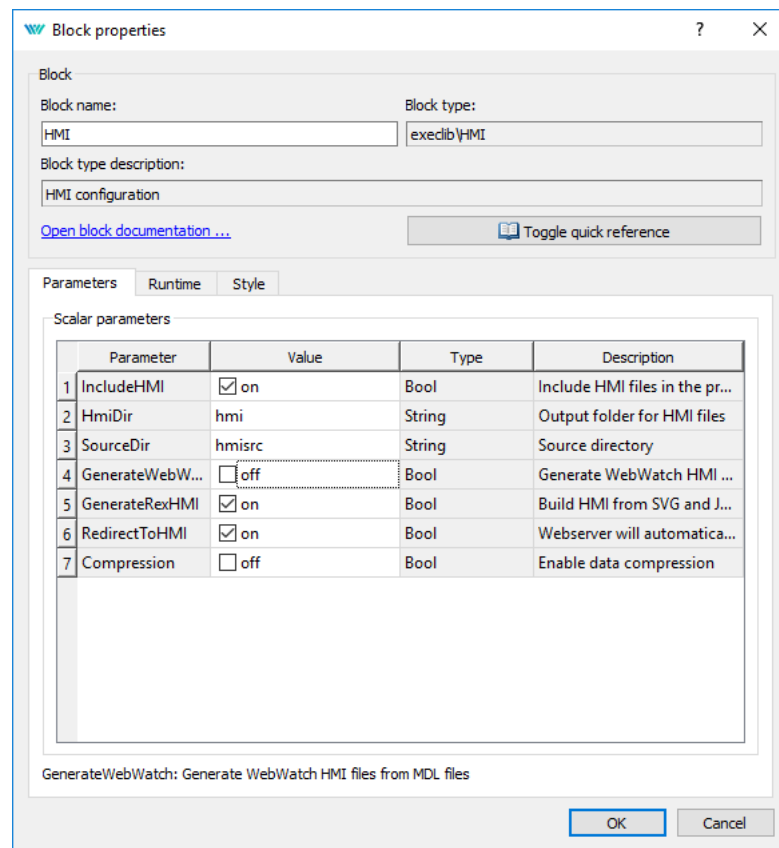 Block properties
?
Block
Block name:
Block type:
HMI
execlib\HMI
Block type description:
HMI configuration
Open block documentation ...
Toggle quick reference
Parameters Runtime Style
Scalar parameters
Parameter Value Type Description
1 IncludeHMI on Bool Include HMI files in the pr...
2 HmiDir hmi String Output folder for HMI files
3 SourceDir hmisrc String Source directory
4 GenerateWebW... off Bool Generate WebWatch HMI ...
5 GenerateRexHMI on Bool Build HMI from SVG and J...
6 RedirectToHMI on Bool Webserver will automatica...
7 Compression off Bool Enable data compression
GenerateWebWatch: Generate WebWatch HMI files from MDL files
OK Cancel